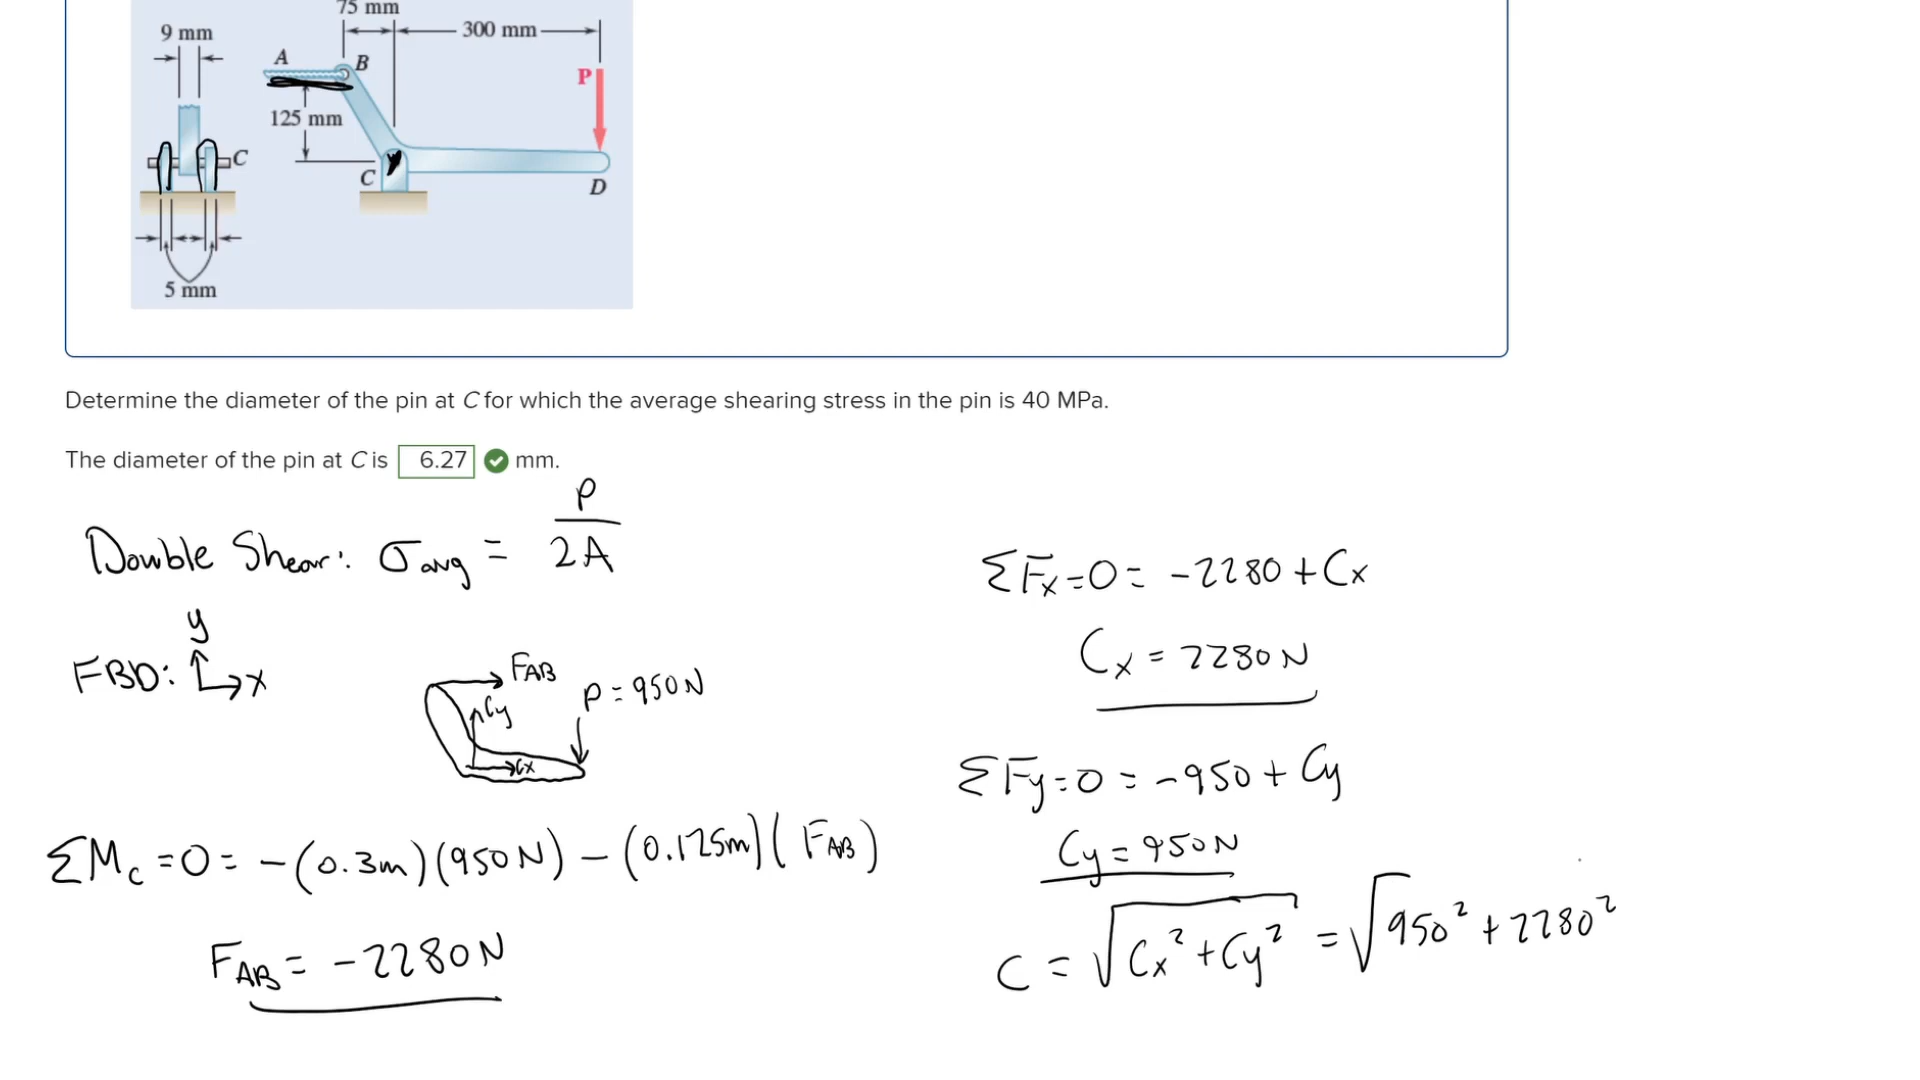 75 mm
9 mm
300 mm
A
B
P
125 mm
C
C
D
5 mm
Determine the diameter of the pin at C for which the average shearing stress in the pin is 40 MPa.
The diameter of the pin at C is 6.27 mm.
Double Shear: σavg = P / 2A
FBD: y x
FAB
Cy
P = 950N
Cx
ΣMc = 0 = -(0.3m)(950N) - (0.125m)(FAB)
FAB = -2280N
ΣFx = 0 = -2280 + Cx
Cx = 2280N
ΣFy = 0 = -950 + Cy
Cy = 950N
C = √Cx² + Cy² = √950² + 2280²